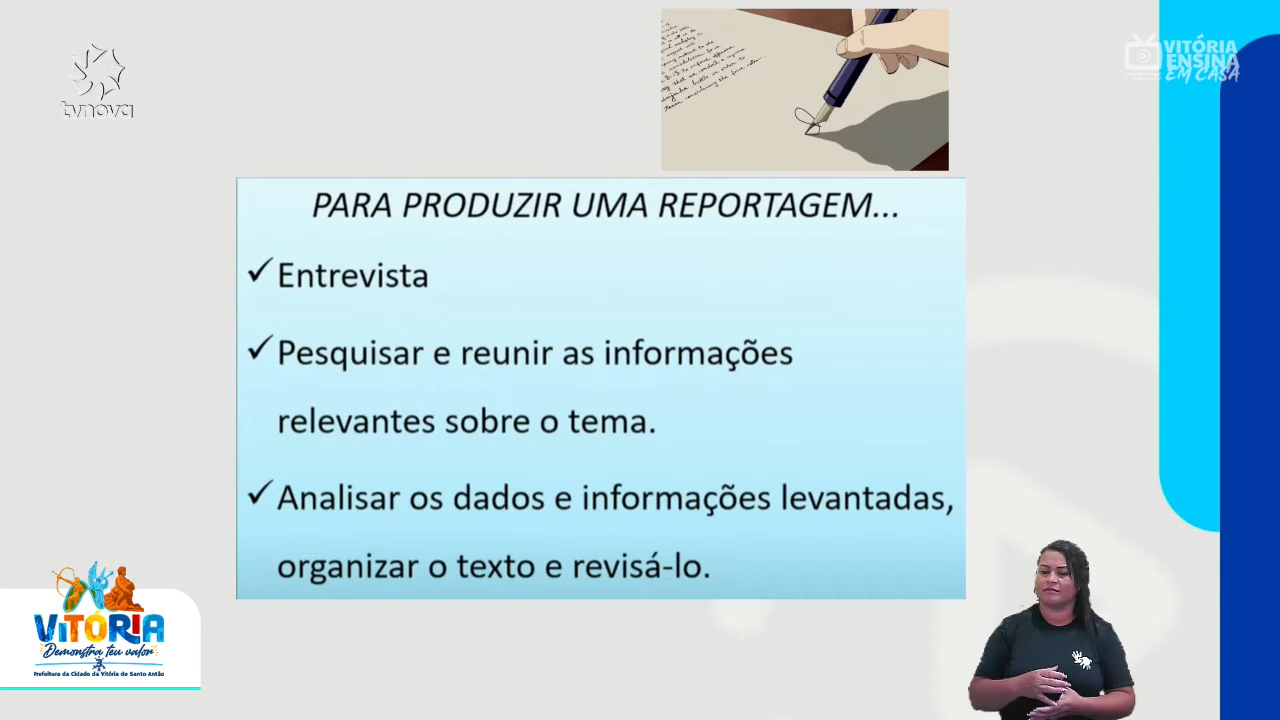 tvnova
VITÓRIA
ENSINA
EM CASA
PARA PRODUZIR UMA REPORTAGEM...
✓Entrevista
✓Pesquisar e reunir as informações
relevantes sobre o tema.
✓Analisar os dados e informações levantadas,
organizar o texto e revisá-lo.
VITÓRIA
Demonstra teu valor
Prefeitura da Cidade da Vitória de Santo Antão